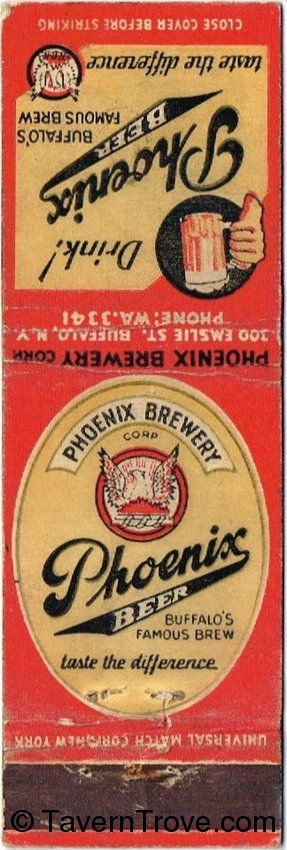 CLOSE COVER BEFORE STRIKING
Drink!
Phoenix
BEER
BUFFALO'S
FAMOUS BREW
taste the difference
PHOENIX BREWERY CORP.
300 EMSLIE ST. BUFFALO, N.Y.
PHONE: WA.3341
PHOENIX BREWERY
CORP
Phoenix
BEER
BUFFALO'S
FAMOUS BREW
taste the difference
UNIVERSAL MATCH CORP., NEW YORK
© TavernTrove.com